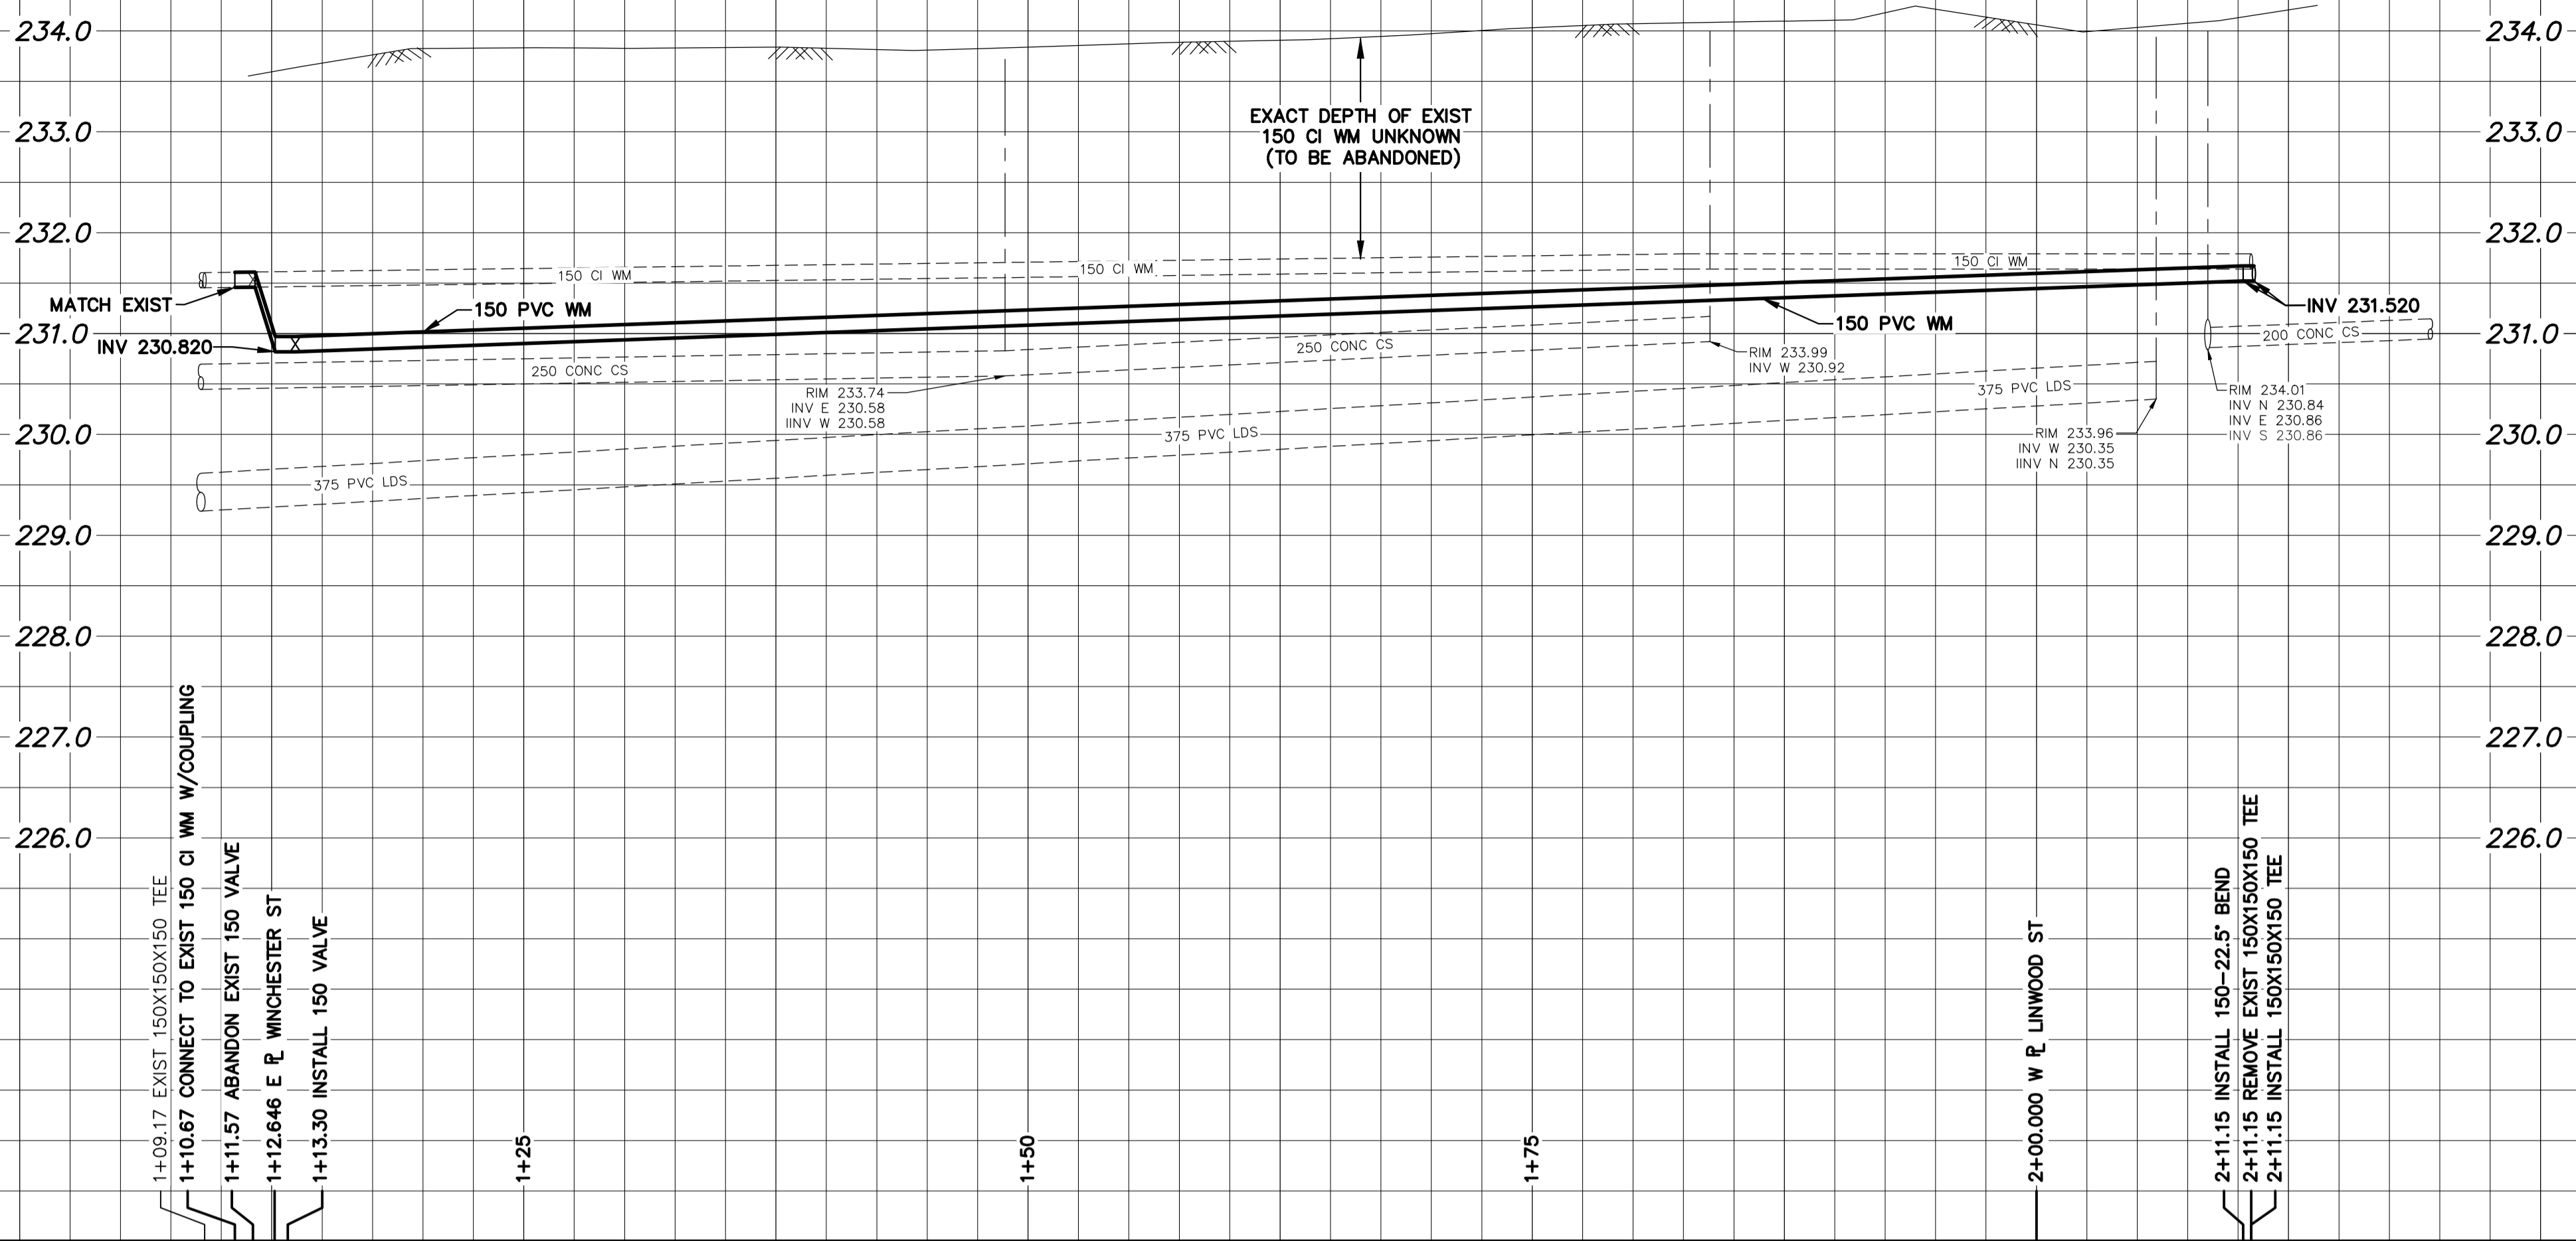 234.0
234.0
EXACT DEPTH OF EXIST
150 CI WM UNKNOWN
(TO BE ABANDONED)
233.0
233.0
232.0
232.0
150 CI WM
150 CI WM
150 CI WM
MATCH EXIST
150 PVC WM
150 PVC WM
INV 231.520
231.0
231.0
INV 230.820
250 CONC CS
250 CONC CS
200 CONC CS
RIM 233.99
INV W 230.92
RIM 233.74
INV E 230.58
IINV W 230.58
375 PVC LDS
375 PVC LDS
375 PVC LDS
RIM 234.01
INV N 230.84
INV E 230.86
INV S 230.86
RIM 233.96
INV W 230.35
IINV N 230.35
230.0
230.0
229.0
229.0
228.0
228.0
227.0
227.0
226.0
226.0
1+09.17 EXIST 150X150X150 TEE
1+10.67 CONNECT TO EXIST 150 CI WM W/COUPLING
1+11.57 ABANDON EXIST 150 VALVE
1+12.646 E PL WINCHESTER ST
1+13.30 INSTALL 150 VALVE
1+25
1+50
1+75
2+00.000 W PL LINWOOD ST
2+11.15 INSTALL 150-22.5° BEND
2+11.15 REMOVE EXIST 150X150X150 TEE
2+11.15 INSTALL 150X150X150 TEE